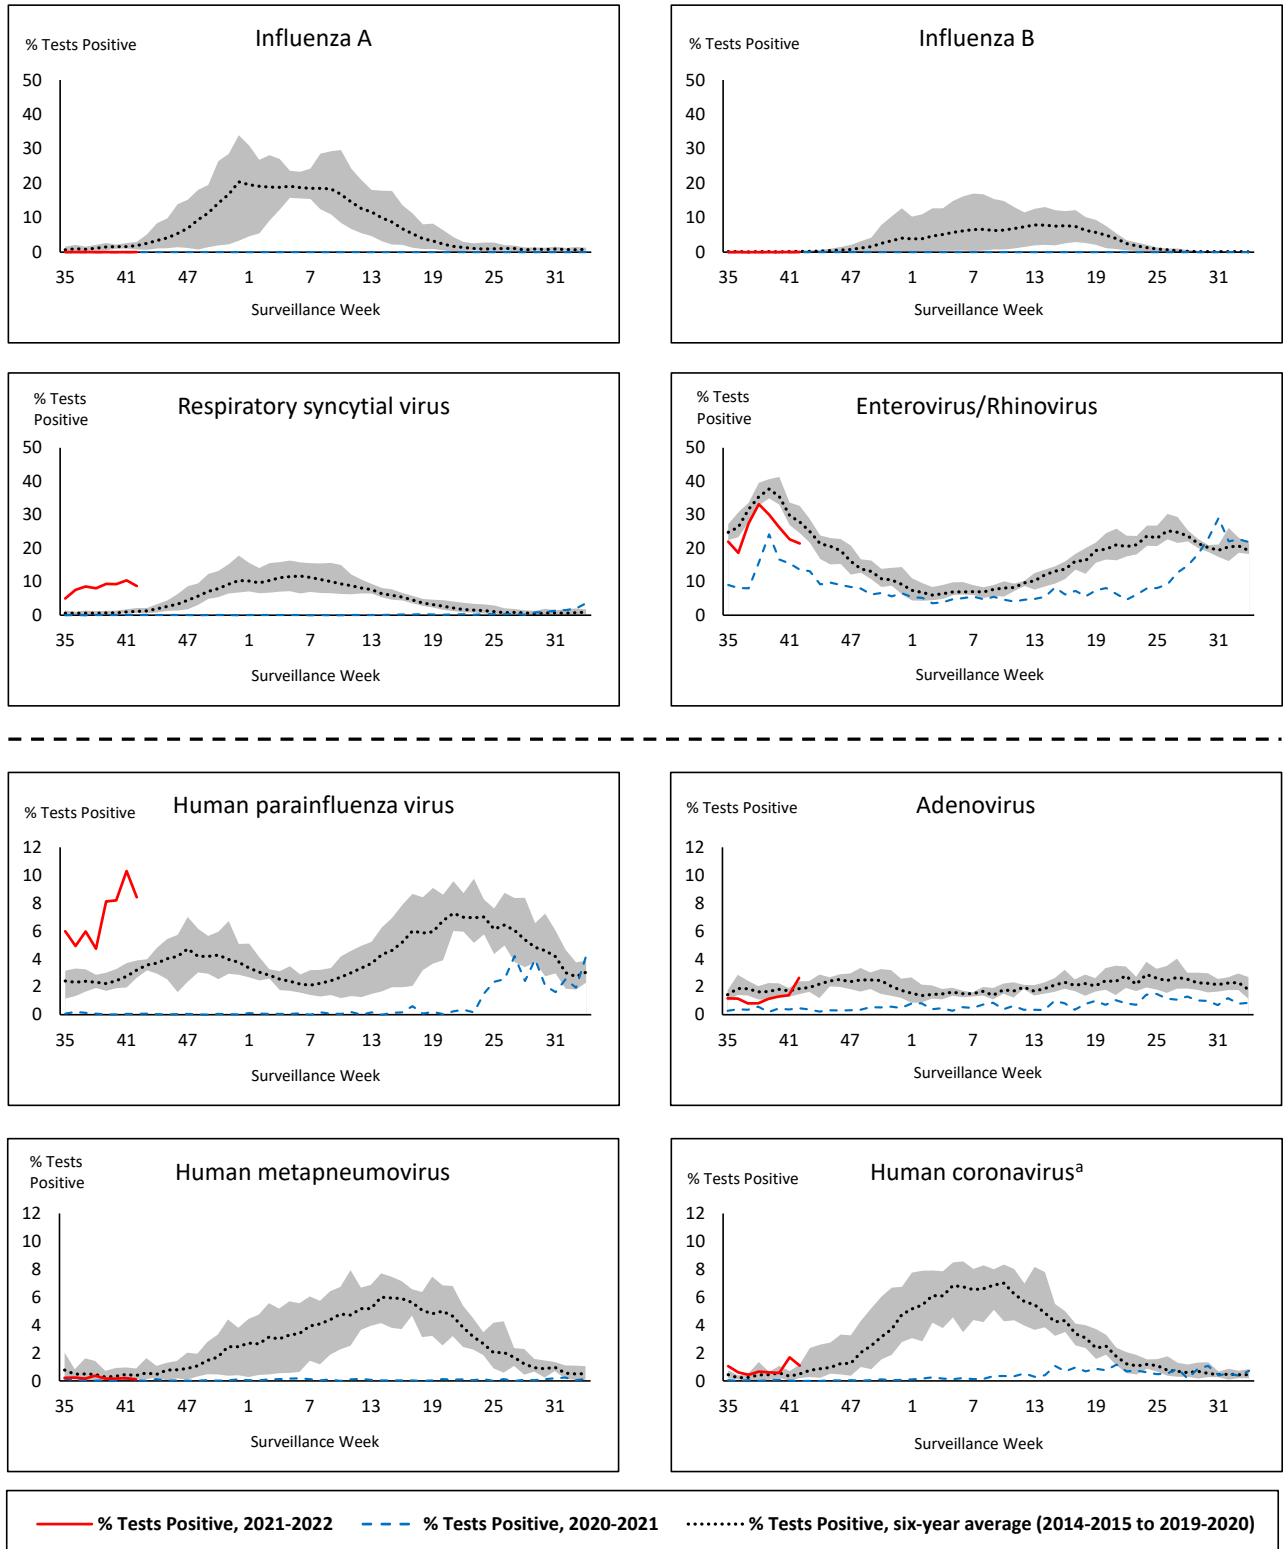 Influenza A
% Tests Positive
50
40
30
20
10
0
35 41 47 1 7 13 19 25 31
Surveillance Week
Influenza B
% Tests Positive
50
40
30
20
10
0
35 41 47 1 7 13 19 25 31
Surveillance Week
Respiratory syncytial virus
% Tests
Positive
50
40
30
20
10
0
35 41 47 1 7 13 19 25 31
Surveillance Week
Enterovirus/Rhinovirus
% Tests
Positive
50
40
30
20
10
0
35 41 47 1 7 13 19 25 31
Surveillance Week
Human parainfluenza virus
% Tests Positive
12
10
8
6
4
2
0
35 41 47 1 7 13 19 25 31
Surveillance Week
Adenovirus
% Tests Positive
12
10
8
6
4
2
0
35 41 47 1 7 13 19 25 31
Surveillance Week
Human metapneumovirus
% Tests
Positive
12
10
8
6
4
2
0
35 41 47 1 7 13 19 25 31
Surveillance Week
Human coronavirusᵃ
% Tests Positive
12
10
8
6
4
2
0
35 41 47 1 7 13 19 25 31
Surveillance Week
% Tests Positive, 2021-2022 % Tests Positive, 2020-2021 % Tests Positive, six-year average (2014-2015 to 2019-2020)